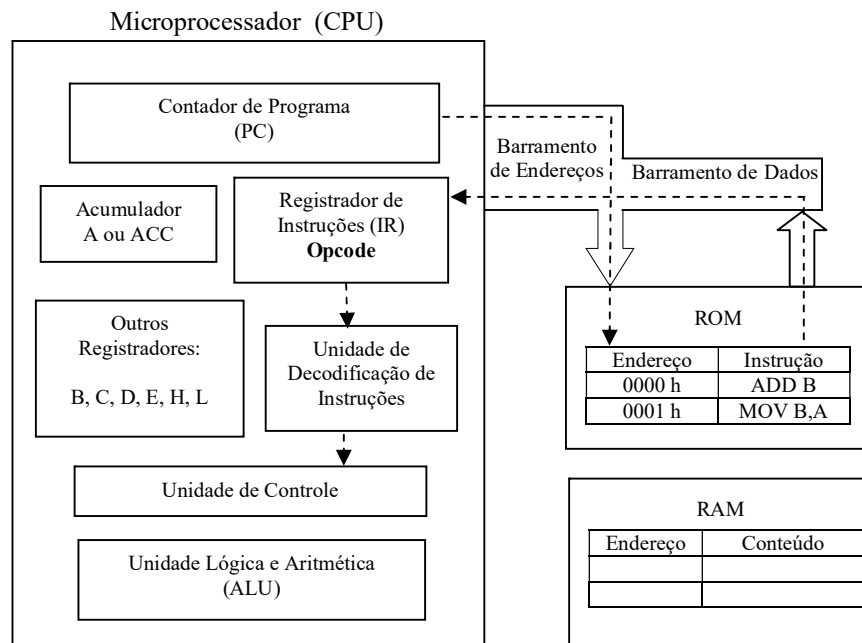 Microprocessador (CPU)
Contador de Programa
(PC)
Barramento
de Endereços
Barramento de Dados
Acumulador
A ou ACC
Registrador de
Instruções (IR)
Opcode
Outros
Registradores:
B, C, D, E, H, L
Unidade de
Decodificação de
Instruções
Unidade de Controle
Unidade Lógica e Aritmética
(ALU)
ROM
Endereço Instrução
0000 h ADD B
0001 h MOV B,A
RAM
Endereço Conteúdo